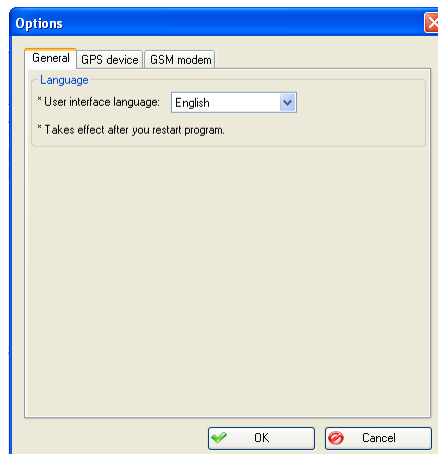 Options
General GPS device GSM modem
Language
* User interface language: English
* Takes effect after you restart program.
OK Cancel